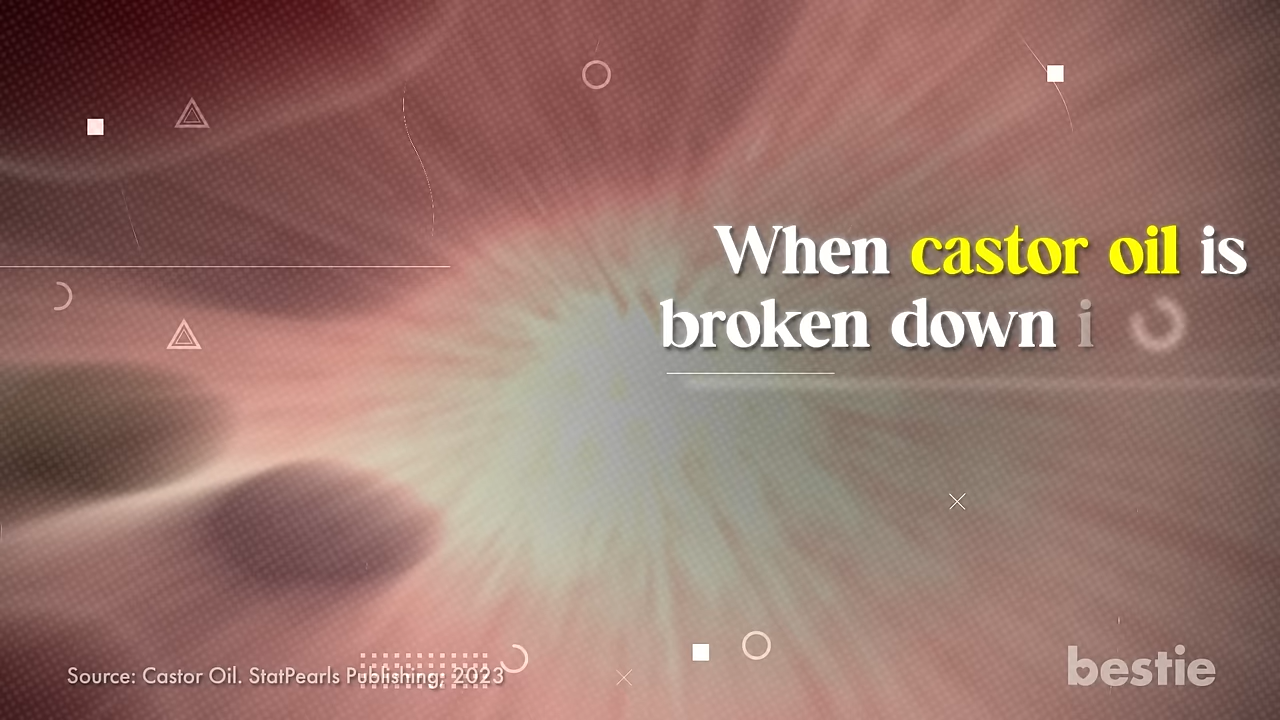 When castor oil is
broken down i
Source: Castor Oil. StatPearls Publishing; 2023
bestie